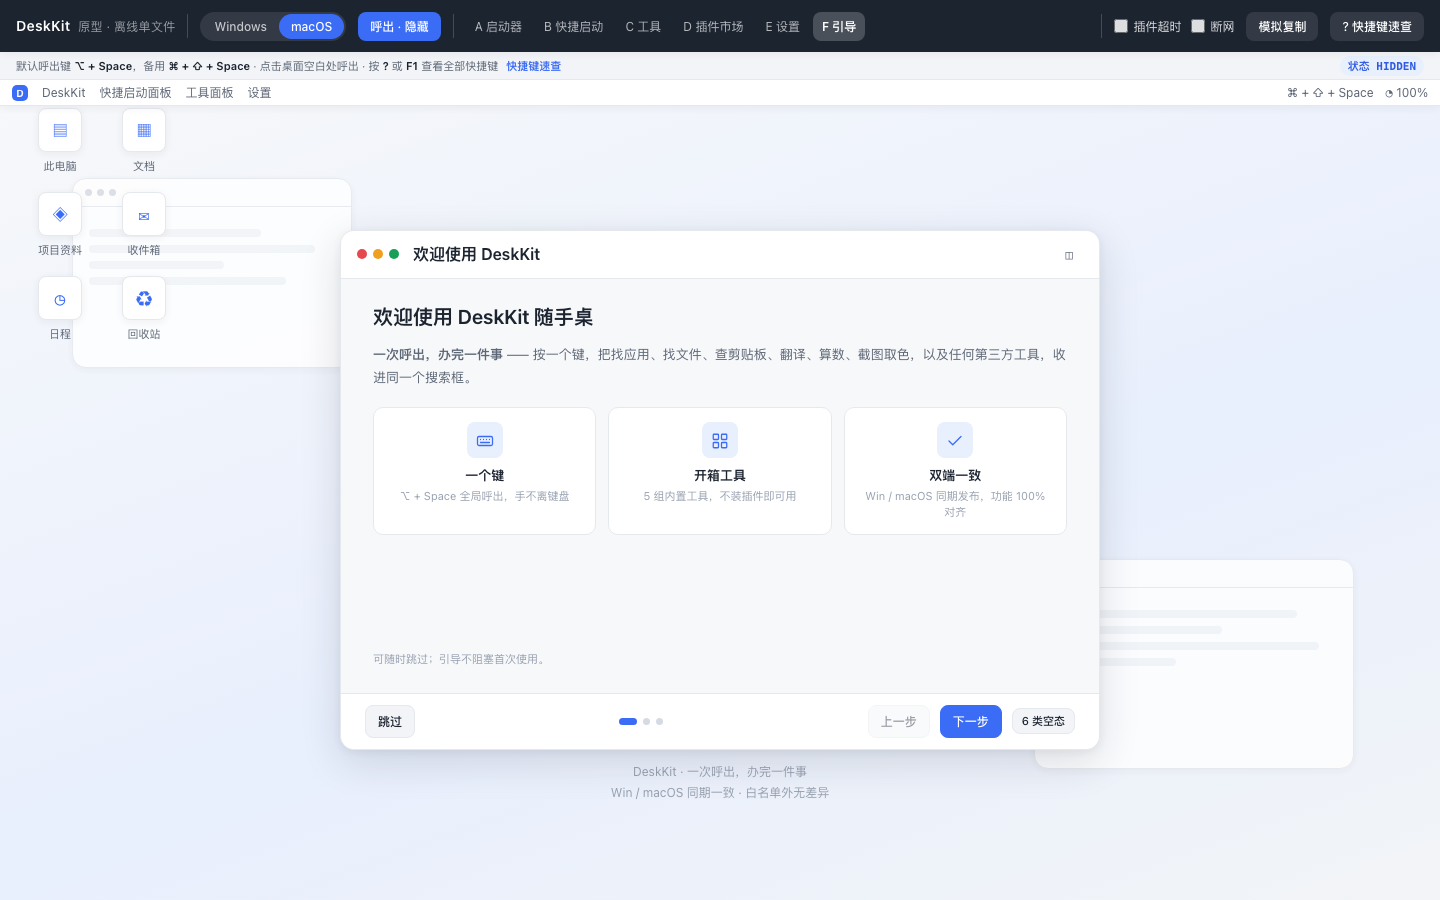 DeskKit 原型 · 离线单文件 Windows macOS 呼出 · 隐藏 A 启动器 B 快捷启动 C 工具 D 插件市场 E 设置 F 引导 插件超时 断网 模拟复制 ? 快捷键速查
默认呼出键 ⌥ + Space，备用 ⌘ + ⇧ + Space · 点击桌面空白处呼出 · 按 ? 或 F1 查看全部快捷键 快捷键速查 状态 HIDDEN
D DeskKit 快捷启动面板 工具面板 设置 ⌘ + ⇧ + Space 100%
此电脑 文档
项目资料 收件箱
日程 回收站
欢迎使用 DeskKit
欢迎使用 DeskKit 随手桌
一次呼出，办完一件事 —— 按一个键，把找应用、找文件、查剪贴板、翻译、算数、截图取色，以及任何第三方工具，收
进同一个搜索框。
一个键
⌥ + Space 全局呼出，手不离键盘
开箱工具
5 组内置工具，不装插件即可用
双端一致
Win / macOS 同期发布，功能 100%
对齐
可随时跳过；引导不阻塞首次使用。
跳过 上一步 下一步 6 类空态
DeskKit · 一次呼出，办完一件事
Win / macOS 同期一致 · 白名单外无差异